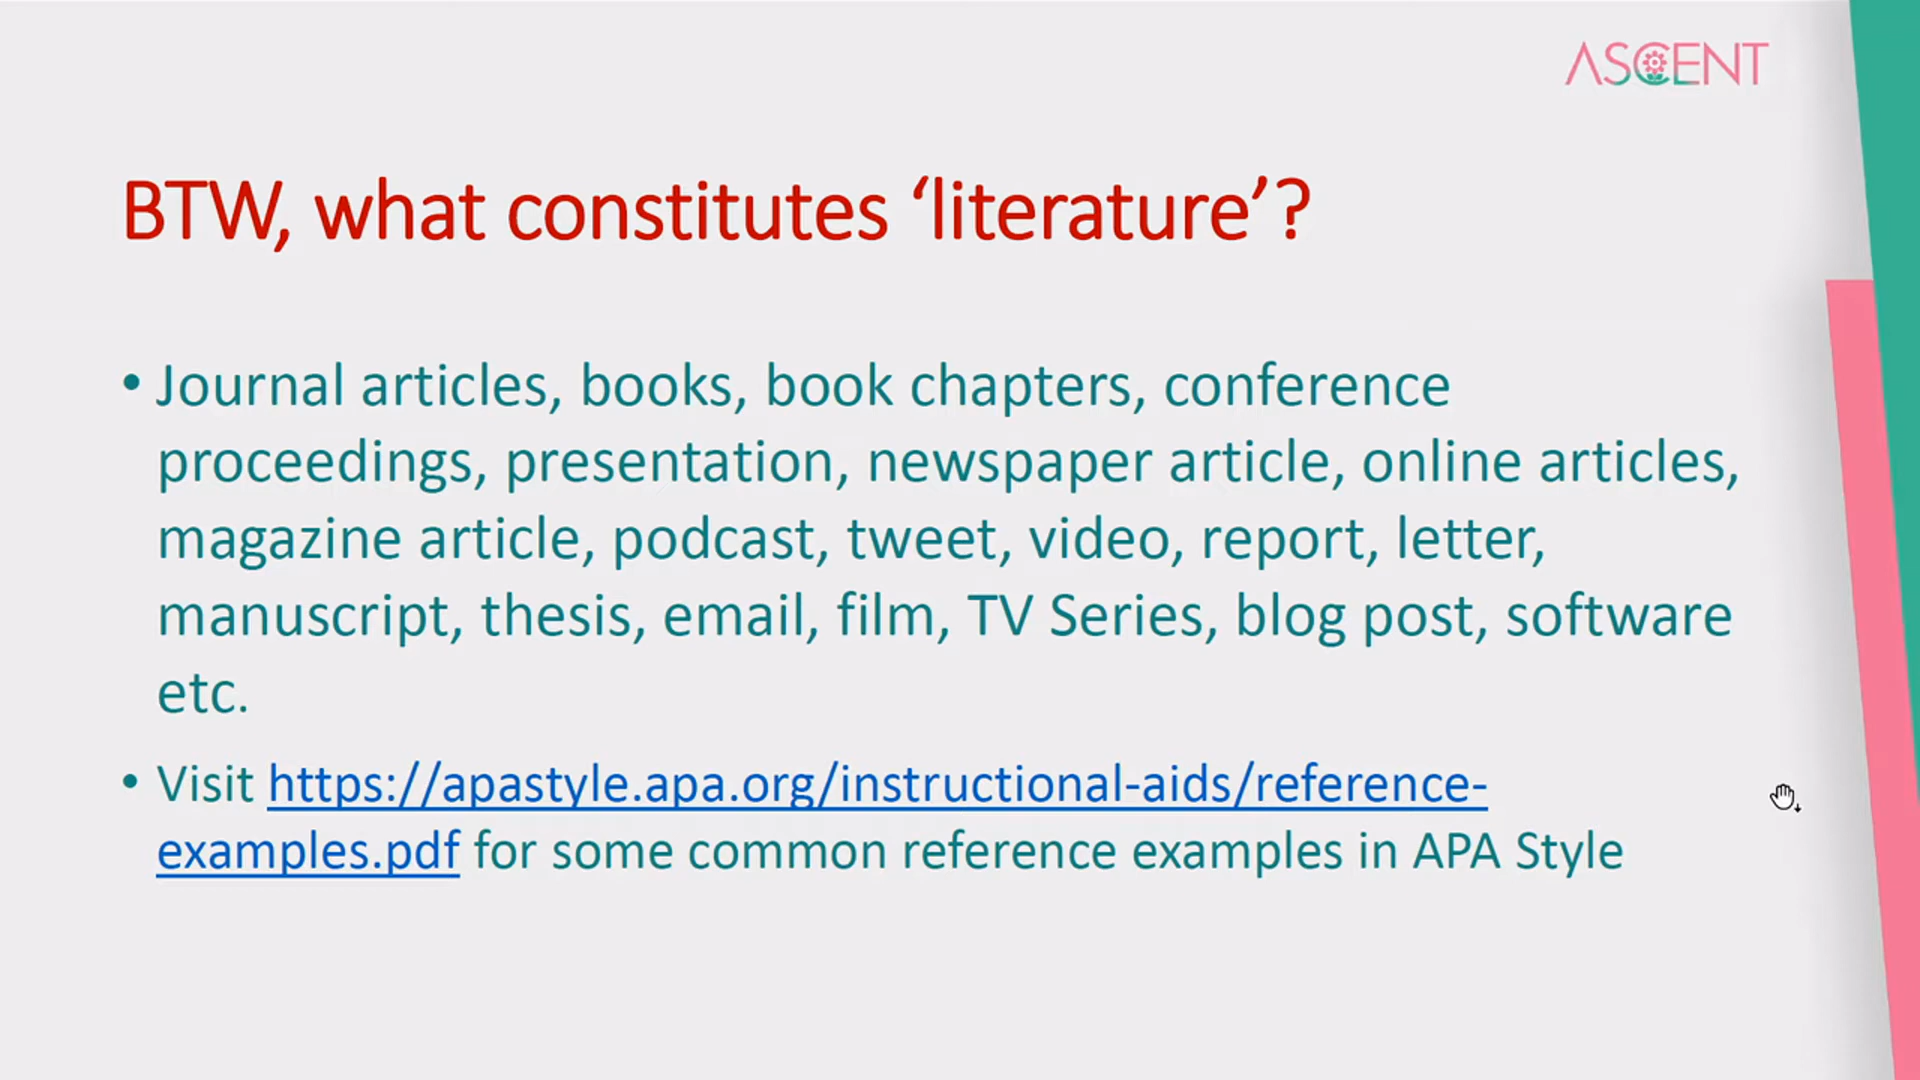 ASCENT
BTW, what constitutes ‘literature’?
• Journal articles, books, book chapters, conference
proceedings, presentation, newspaper article, online articles,
magazine article, podcast, tweet, video, report, letter,
manuscript, thesis, email, film, TV Series, blog post, software
etc.
• Visit https://apastyle.apa.org/instructional-aids/reference-
examples.pdf for some common reference examples in APA Style